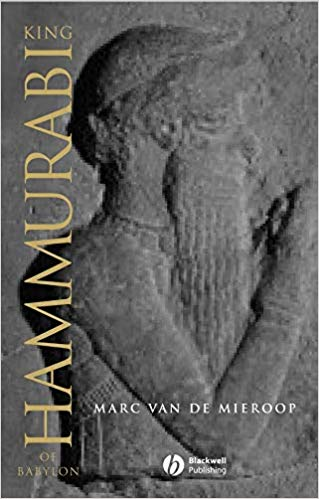 KING
HAMMURABI
OF
BABYLON
MARC VAN DE MIEROOP
Blackwell
Publishing